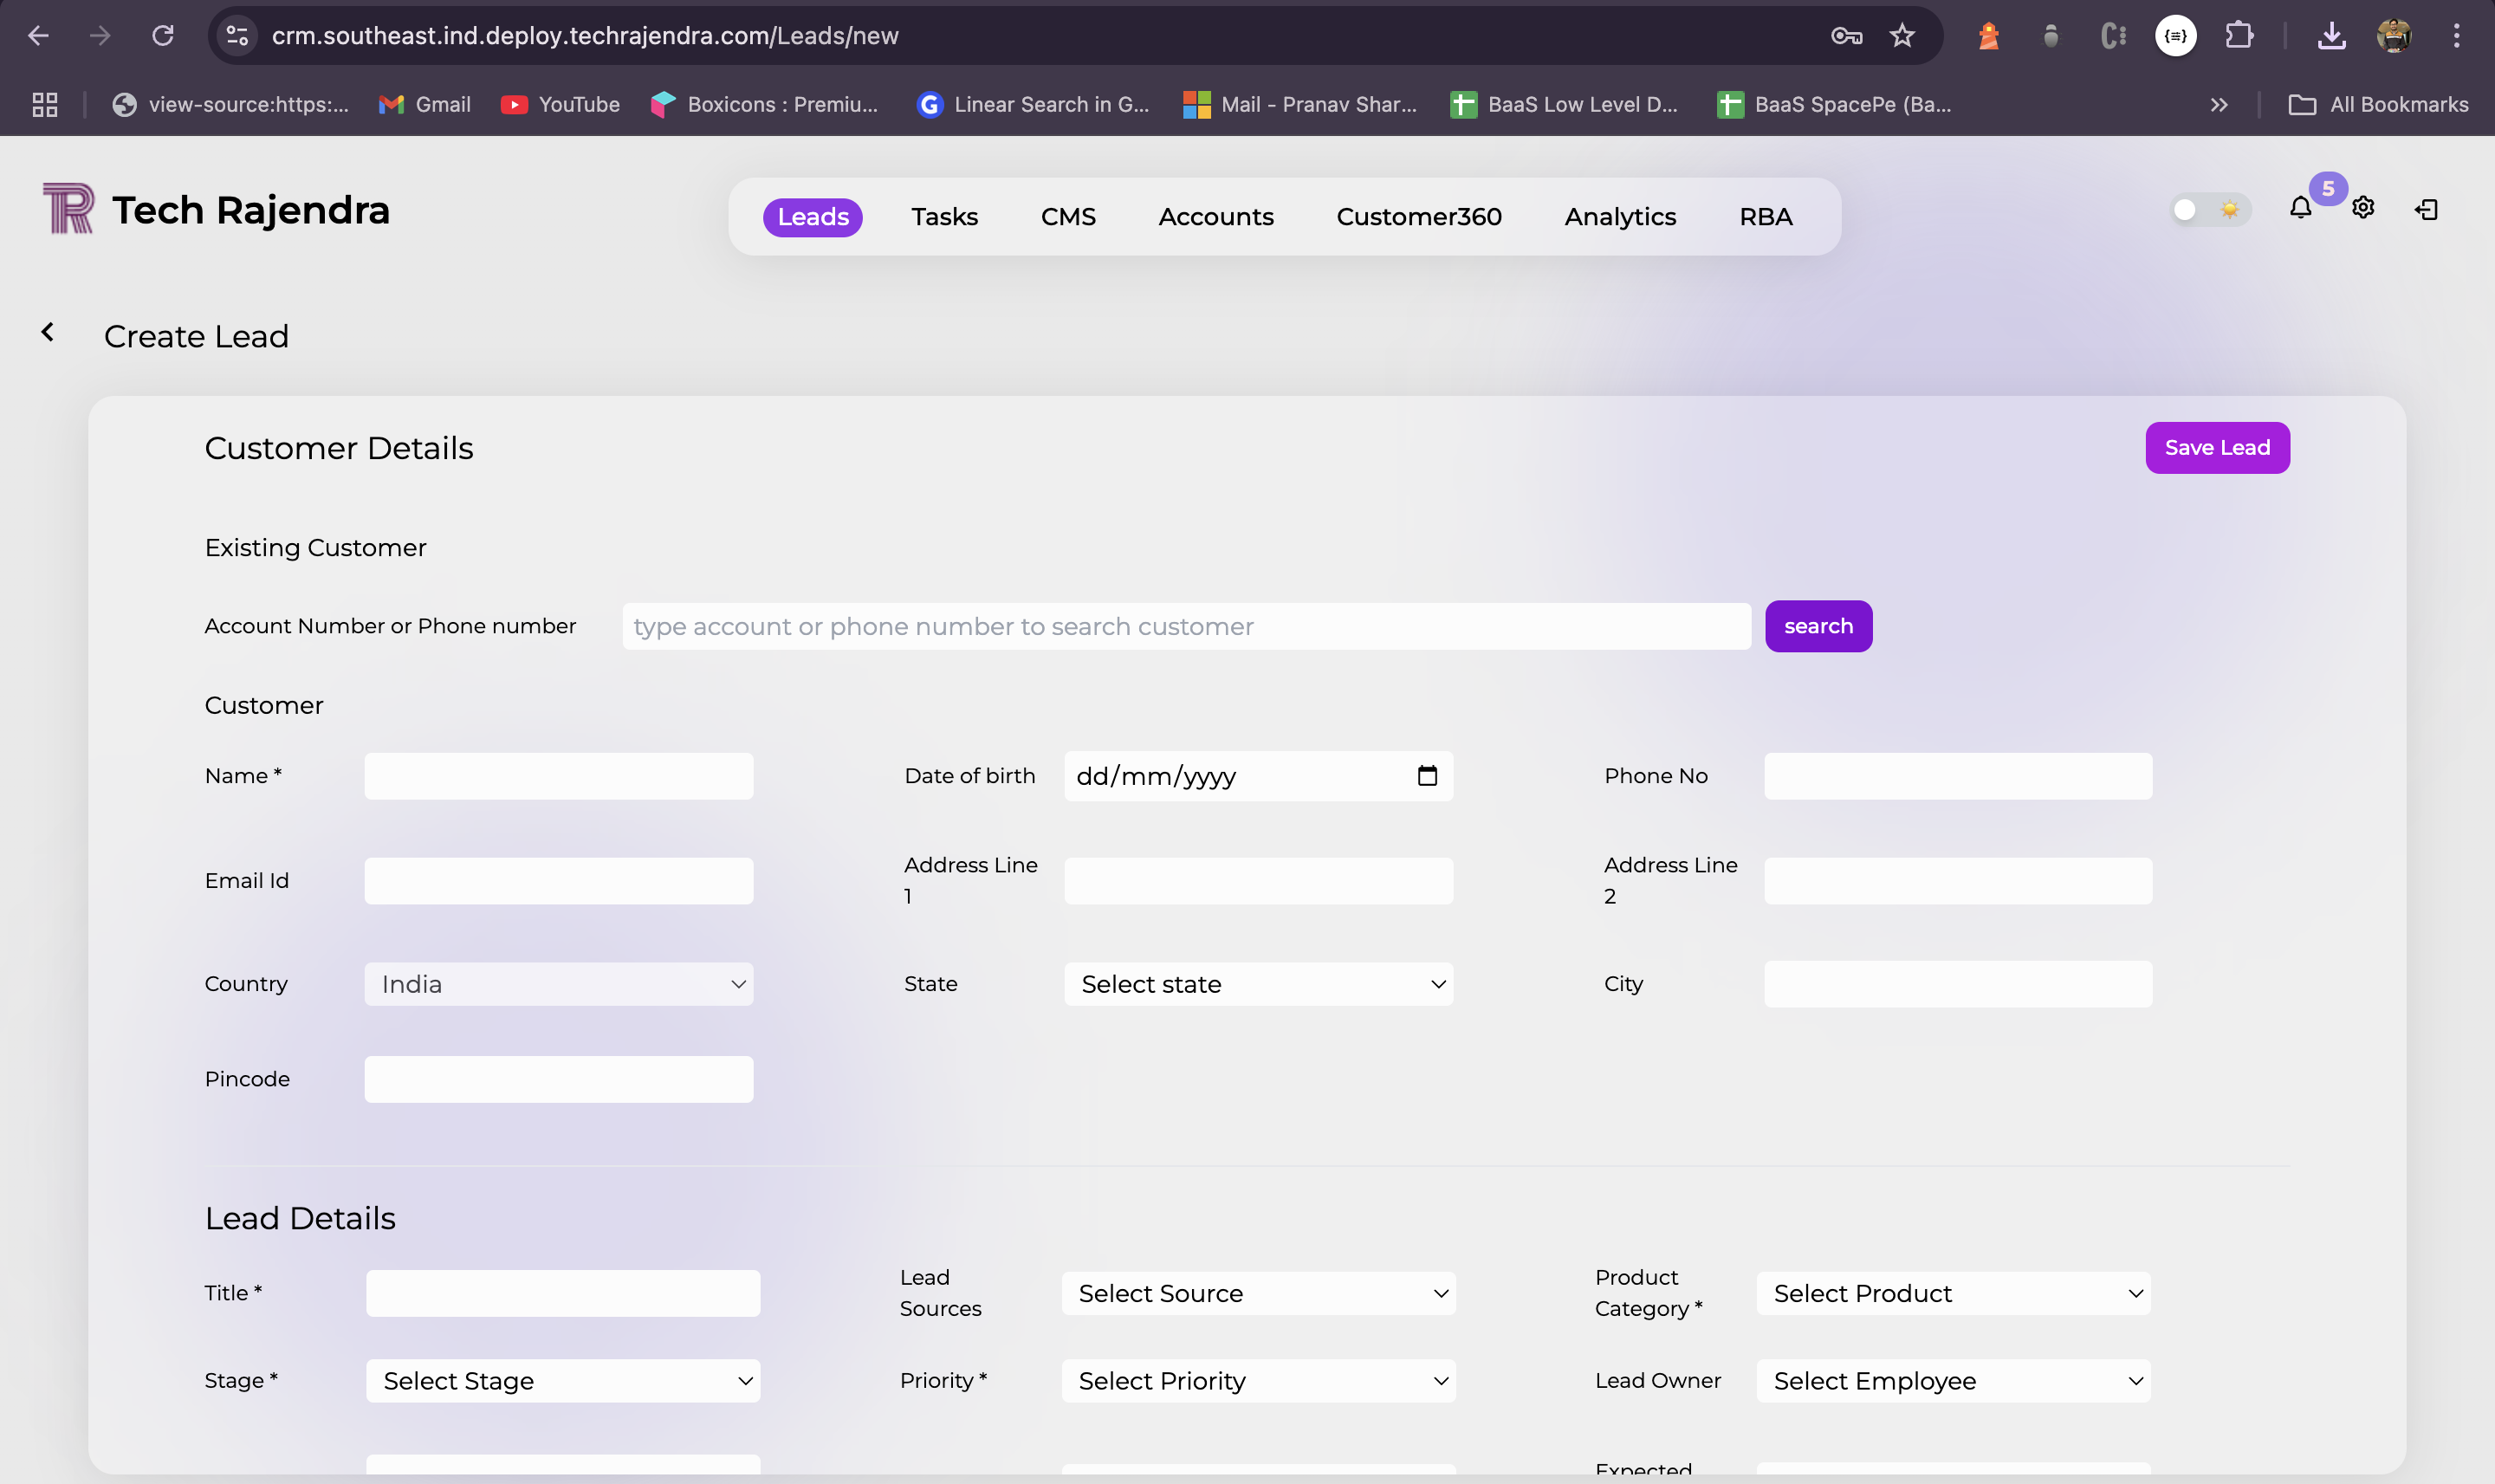 crm.southeast.ind.deploy.techrajendra.com/Leads/new
view-source:https:...
Gmail
YouTube
Boxicons : Premiu...
Linear Search in G...
Mail - Pranav Shar...
BaaS Low Level D...
BaaS SpacePe (Ba...
All Bookmarks
Tech Rajendra
Leads
Tasks
CMS
Accounts
Customer360
Analytics
RBA
5
Create Lead
Customer Details
Save Lead
Existing Customer
Account Number or Phone number
type account or phone number to search customer
search
Customer
Name *
Date of birth
dd/mm/yyyy
Phone No
Email Id
Address Line
1
Address Line
2
Country
India
State
Select state
City
Pincode
Lead Details
Title *
Lead
Sources
Select Source
Product
Category *
Select Product
Stage *
Select Stage
Priority *
Select Priority
Lead Owner
Select Employee
Expected